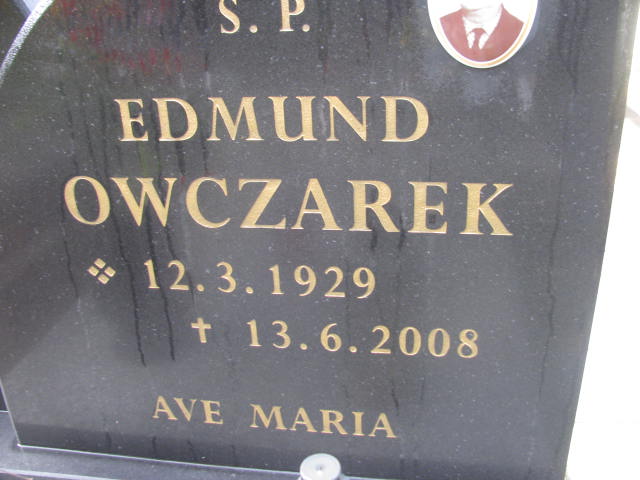 S. P.
EDMUND
OWCZAREK
12.3.1929
✝ 13.6.2008
AVE MARIA